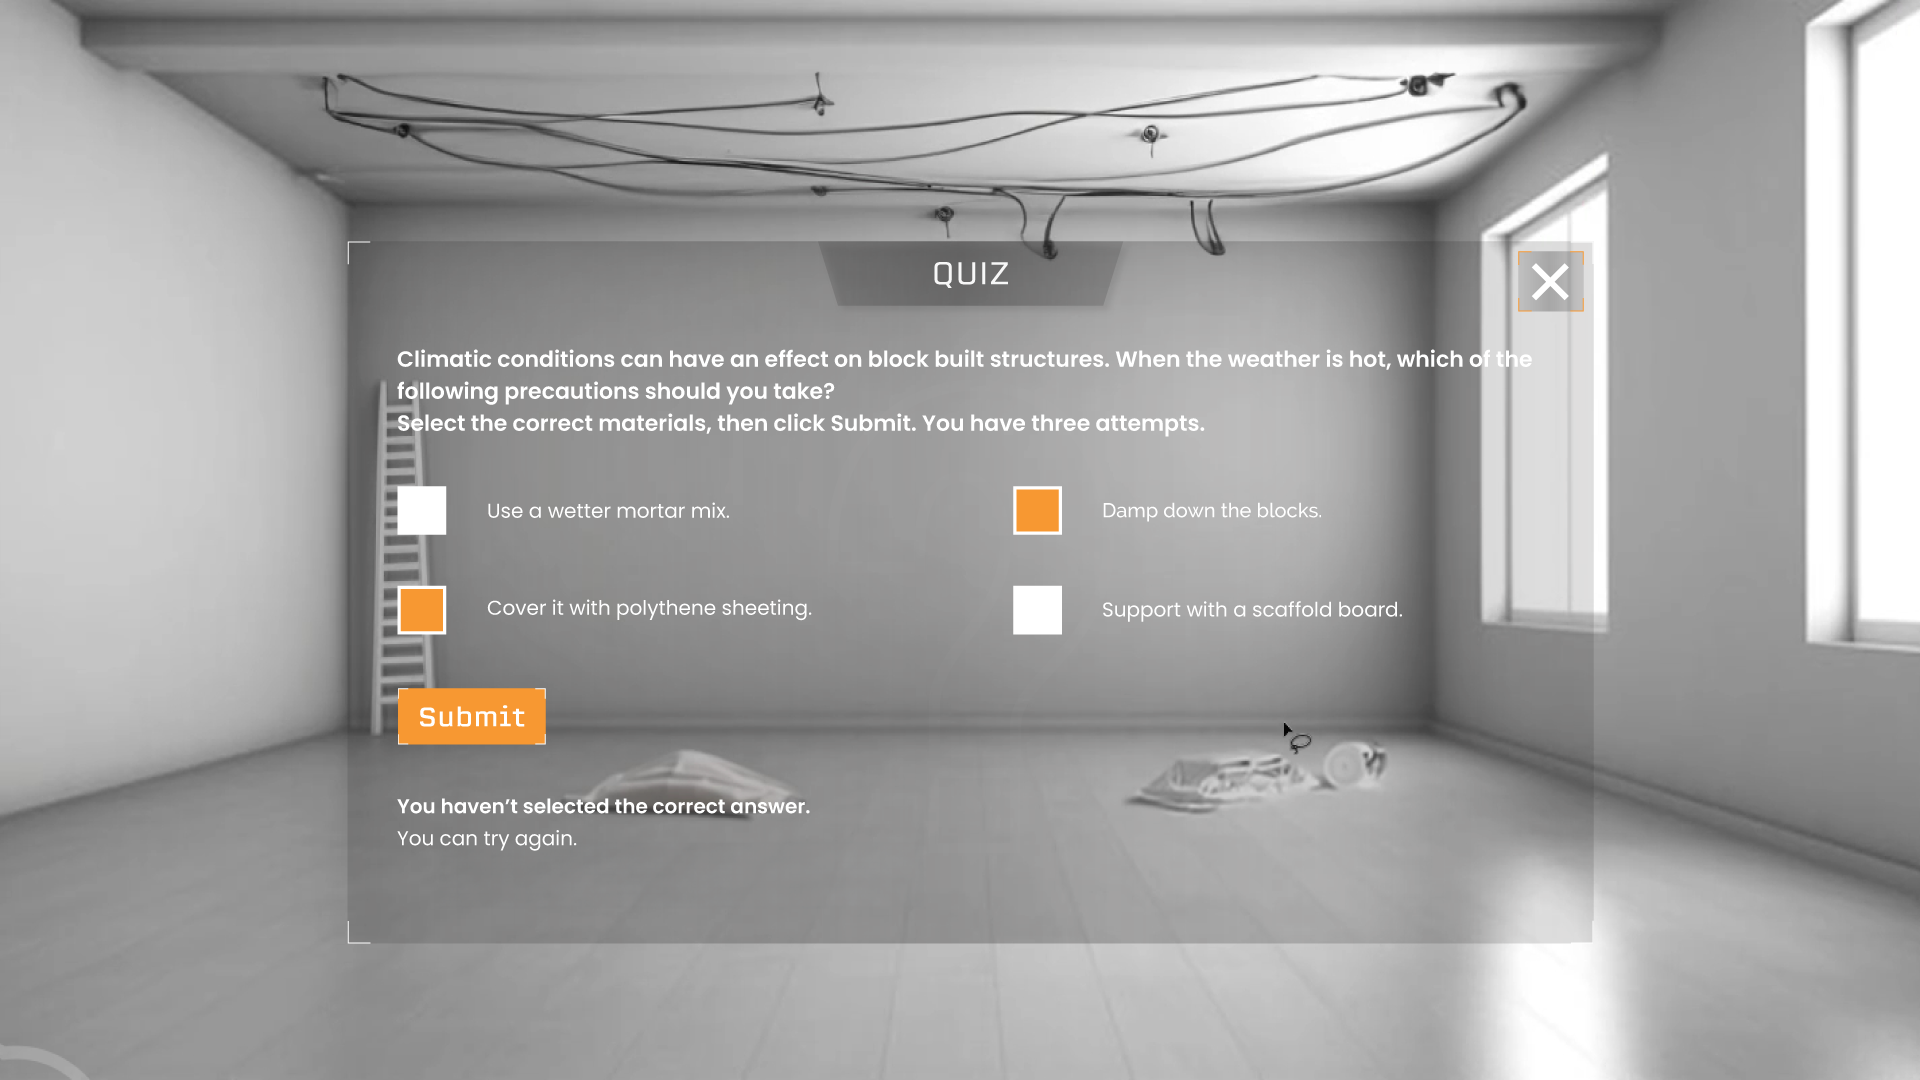 QUIZ
Climatic conditions can have an effect on block built structures. When the weather is hot, which of the
following precautions should you take?
Select the correct materials, then click Submit. You have three attempts.
Use a wetter mortar mix.
Damp down the blocks.
Cover it with polythene sheeting.
Support with a scaffold board.
Submit
You haven’t selected the correct answer.
You can try again.